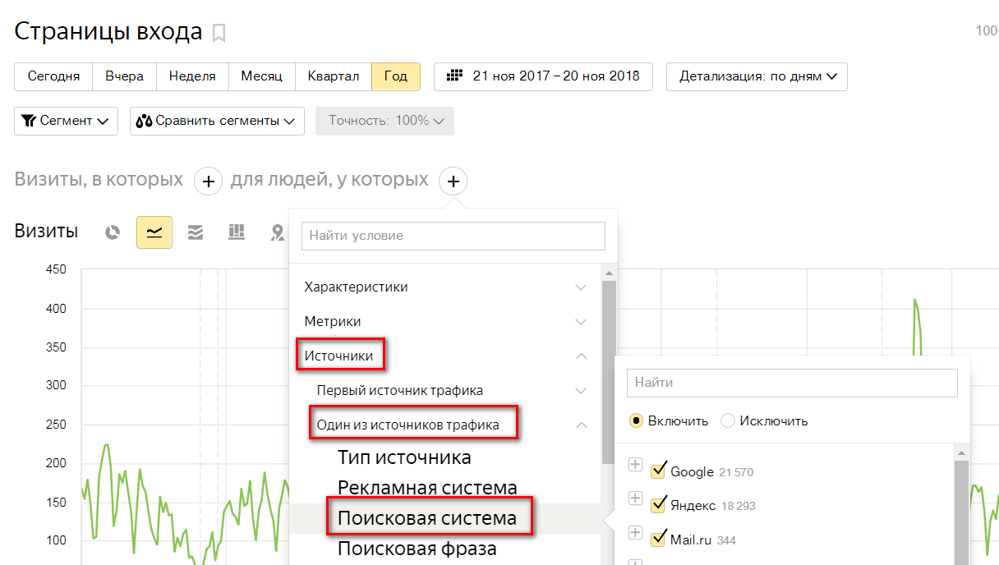 Страницы входа
100
Сегодня Вчера Неделя Месяц Квартал Год 21 ноя 2017 – 20 ноя 2018 Детализация: по дням
Сегмент Сравнить сегменты Точность: 100%
Визиты, в которых + для людей, у которых +
Визиты
Найти условие
Характеристики
Метрики
Источники
Первый источник трафика
Один из источников трафика
Тип источника
Рекламная система
Поисковая система
Поисковая фраза
Найти
Включить Исключить
Google 21 570
Яндекс 18 293
Mail.ru 344
450
400
350
300
250
200
150
100